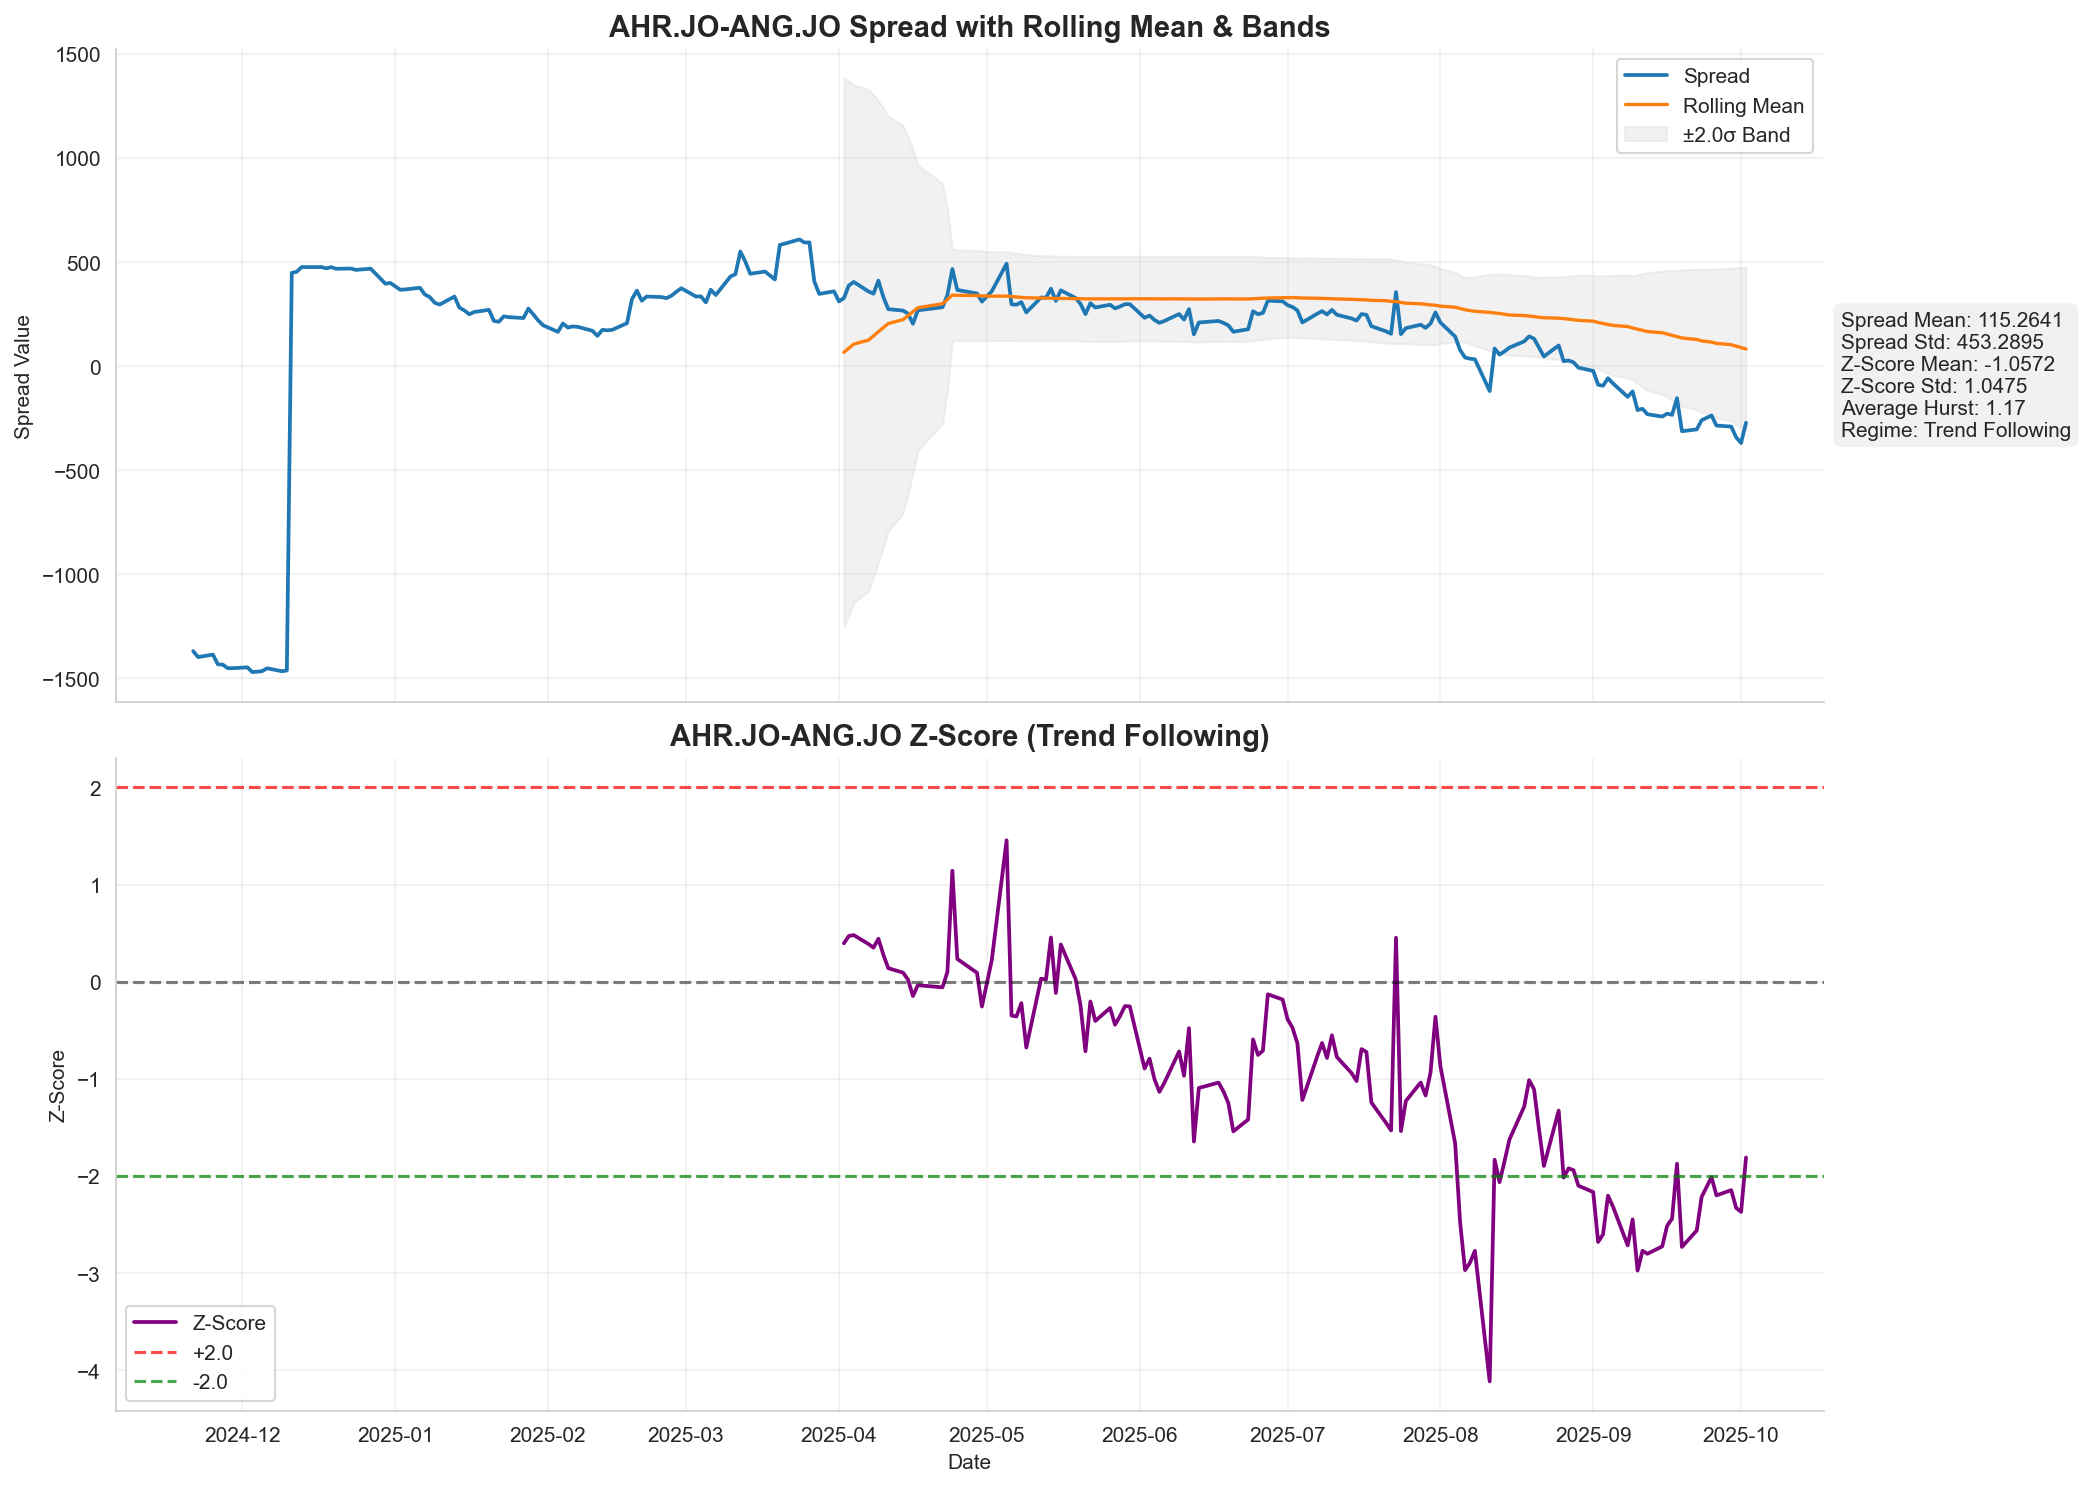 AHR.JO-ANG.JO Spread with Rolling Mean & Bands
1500
1000
500
0
−500
−1000
−1500
Spread Value
Spread
Rolling Mean
±2.0σ Band
Spread Mean: 115.2641
Spread Std: 453.2895
Z-Score Mean: -1.0572
Z-Score Std: 1.0475
Average Hurst: 1.17
Regime: Trend Following
AHR.JO-ANG.JO Z-Score (Trend Following)
2
1
0
−1
−2
−3
−4
Z-Score
Z-Score
+2.0
-2.0
2024-12
2025-01
2025-02
2025-03
2025-04
2025-05
2025-06
2025-07
2025-08
2025-09
2025-10
Date